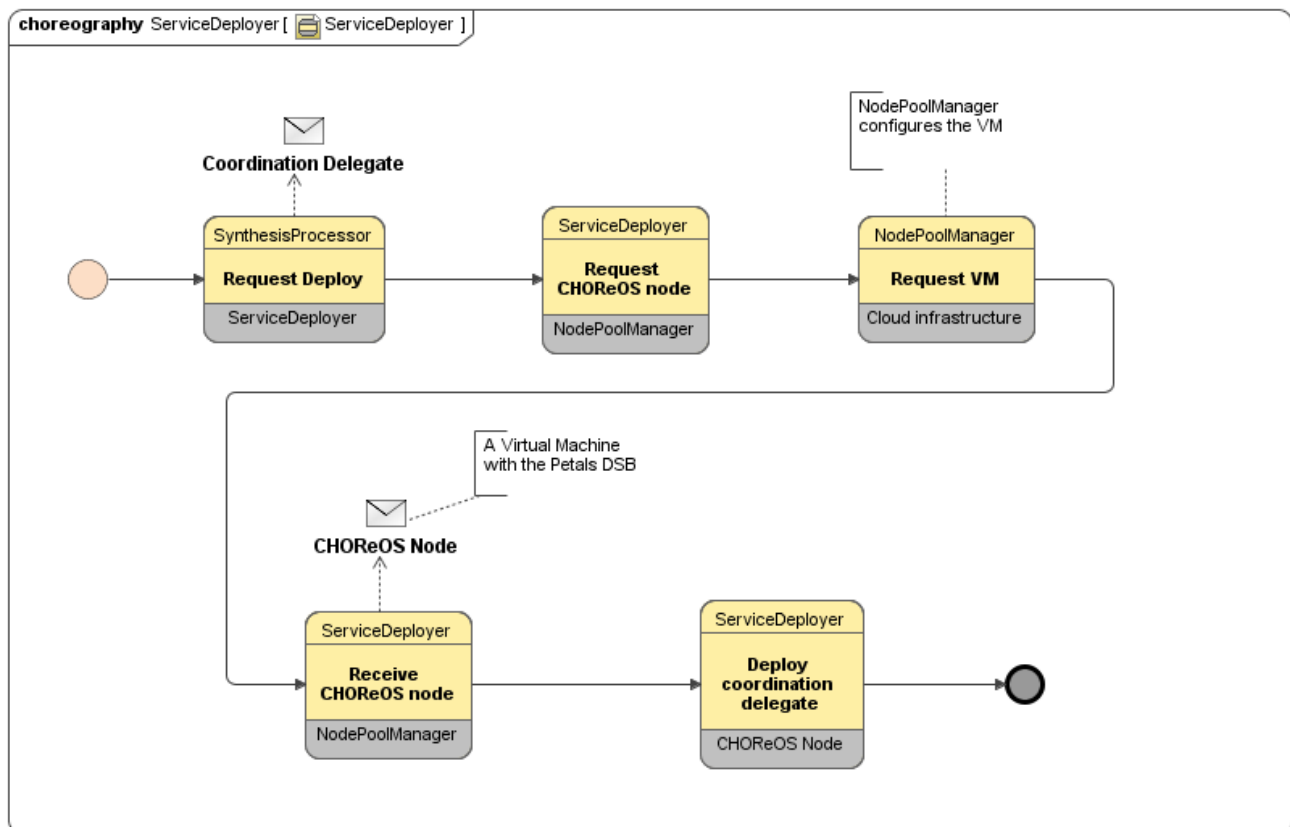 choreography ServiceDeployer [ ServiceDeployer ]
NodePoolManager
configures the VM
Coordination Delegate
SynthesisProcessor
Request Deploy
ServiceDeployer
ServiceDeployer
Request
CHOReOS node
NodePoolManager
NodePoolManager
Request VM
Cloud infrastructure
A Virtual Machine
with the Petals DSB
CHOReOS Node
ServiceDeployer
Receive
CHOReOS node
NodePoolManager
ServiceDeployer
Deploy
coordination
delegate
CHOReOS Node